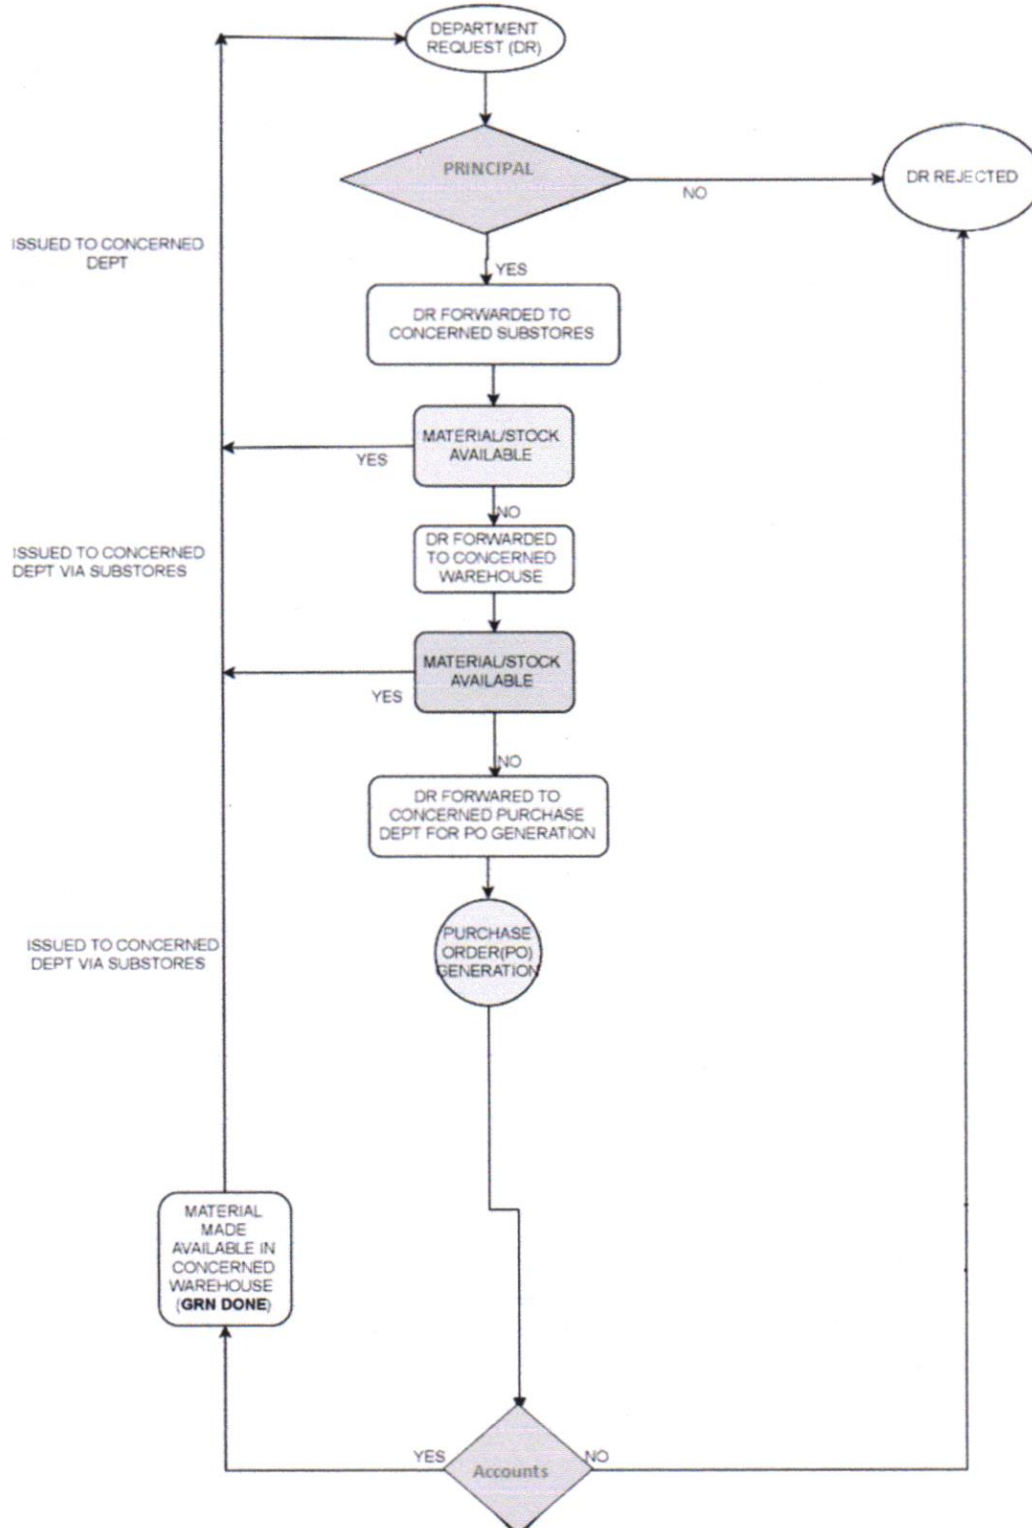 DEPARTMENT
REQUEST (DR)
PRINCIPAL
NO
DR REJECTED
ISSUED TO CONCERNED
DEPT
YES
DR FORWARDED TO
CONCERNED SUBSTORES
MATERIAL/STOCK
AVAILABLE
YES
NO
ISSUED TO CONCERNED
DEPT VIA SUBSTORES
DR FORWARDED
TO CONCERNED
WAREHOUSE
MATERIAL/STOCK
AVAILABLE
YES
NO
DR FORWARED TO
CONCERNED PURCHASE
DEPT FOR PO GENERATION
ISSUED TO CONCERNED
DEPT VIA SUBSTORES
PURCHASE
ORDER(PO)
GENERATION
MATERIAL
MADE
AVAILABLE IN
CONCERNED
WAREHOUSE
(GRN DONE)
YES
Accounts
NO